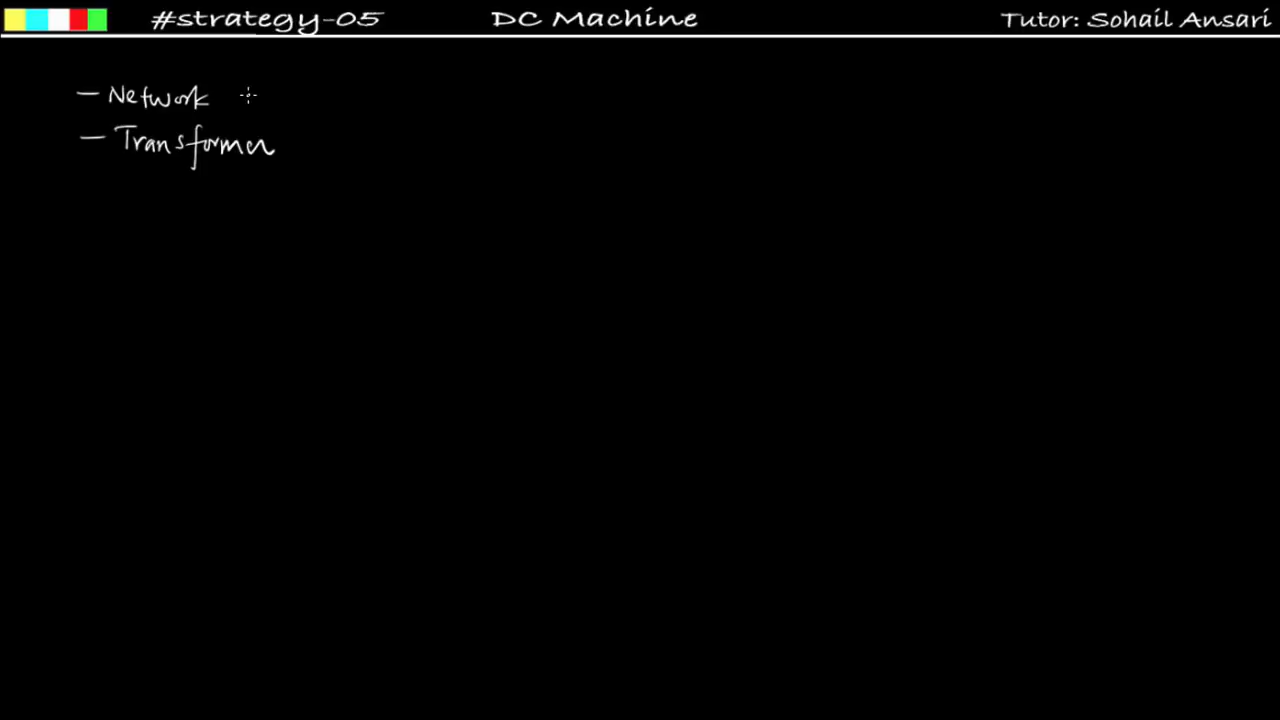 #strategy-05 DC Machine Tutor: Sohail Ansari
- Network
- Transformer